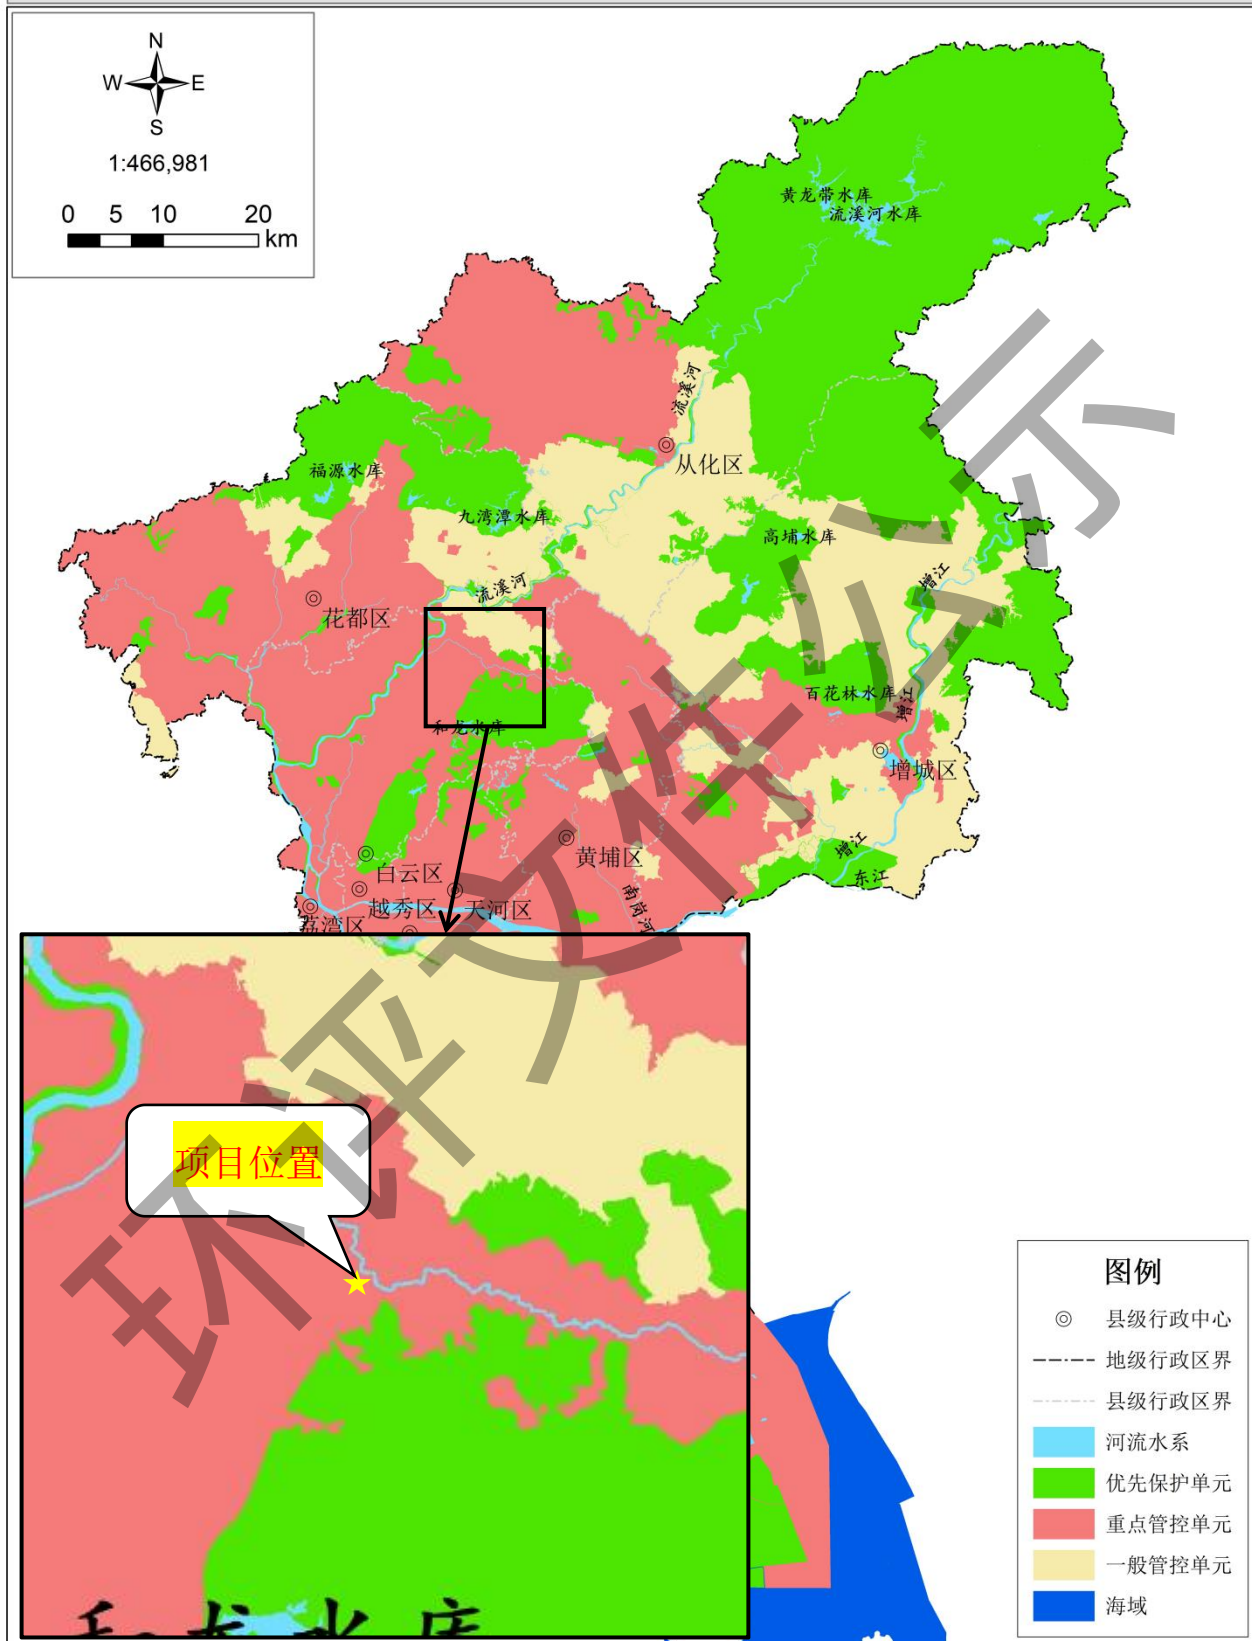 N
W E
S
1:466,981
0 5 10 20
km
黄龙带水库
流溪河水库
流溪河
从化区
福源水库
九湾潭水库
高埔水库
增江
流溪河
花都区
百花林水库
增江
和龙水库
增城区
增江
黄埔区
白云区
东江
越秀区
天河区
南岗河
荔湾区
项目位置
和龙水库
图例
县级行政中心
地级行政区界
县级行政区界
河流水系
优先保护单元
重点管控单元
一般管控单元
海域
环评文件公示